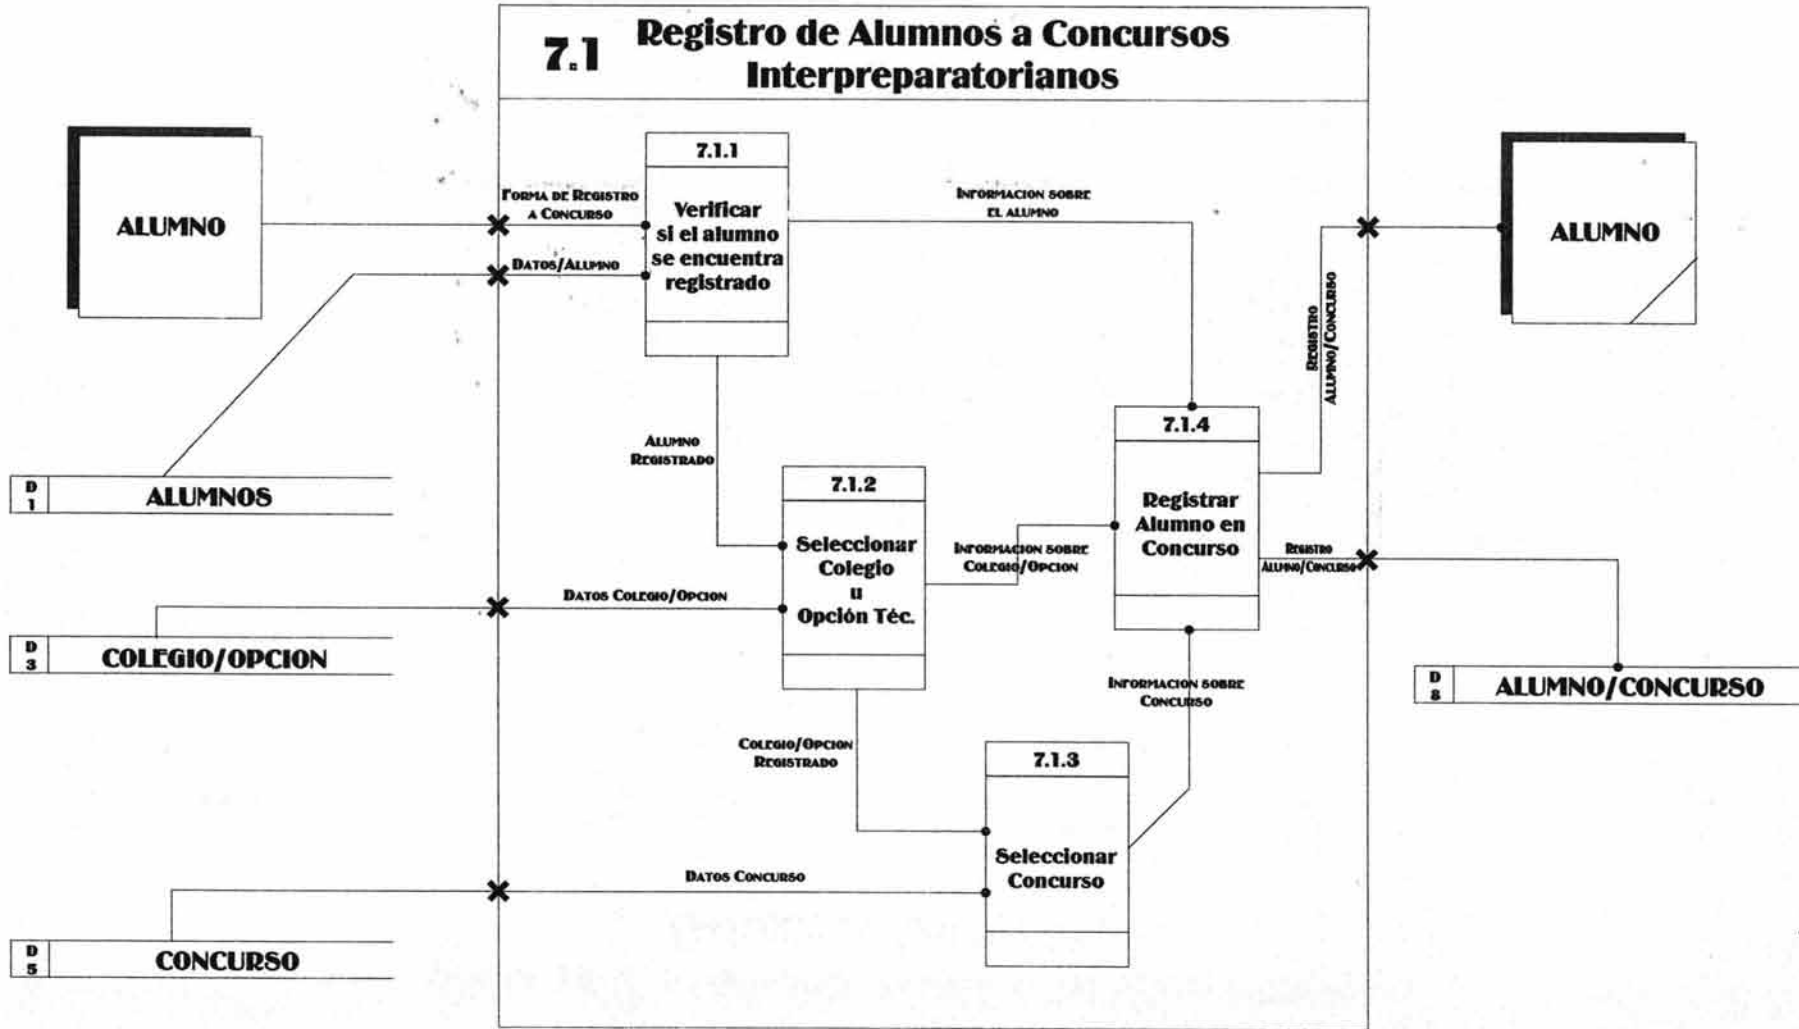 7.1
Registro de Alumnos a Concursos
Interpreparatorianos
ALUMNO
FORMA DE REGISTRO
A CONCURSO
DATOS/ALUMNO
7.1.1
Verificar
si el alumno
se encuentra
registrado
INFORMACION SOBRE
EL ALUMNO
ALUMNO
REGISTRO
ALUMNO/CONCURSO
D
1
ALUMNOS
ALUMNO
REGISTRADO
7.1.2
Seleccionar
Colegio
u
Opción Téc.
INFORMACION SOBRE
COLEGIO/OPCION
7.1.4
Registrar
Alumno en
Concurso
REGISTRO
ALUMNO/CONCURSO
DATOS COLEGIO/OPCION
D
3
COLEGIO/OPCION
D
8
ALUMNO/CONCURSO
INFORMACION SOBRE
CONCURSO
COLEGIO/OPCION
REGISTRADO
7.1.3
Seleccionar
Concurso
DATOS CONCURSO
D
5
CONCURSO